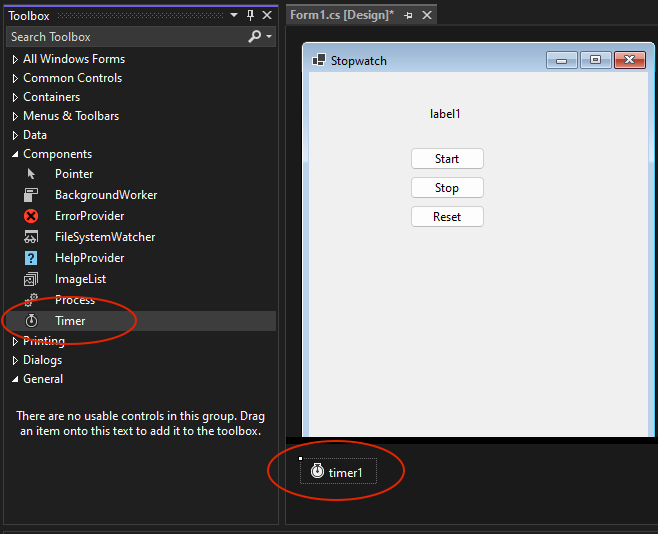 Toolbox
Search Toolbox
All Windows Forms
Common Controls
Containers
Menus & Toolbars
Data
Components
Pointer
BackgroundWorker
ErrorProvider
FileSystemWatcher
HelpProvider
ImageList
Process
Timer
Printing
Dialogs
General
There are no usable controls in this group. Drag
an item onto this text to add it to the toolbox.
Form1.cs [Design]*
Stopwatch
label1
Start
Stop
Reset
timer1